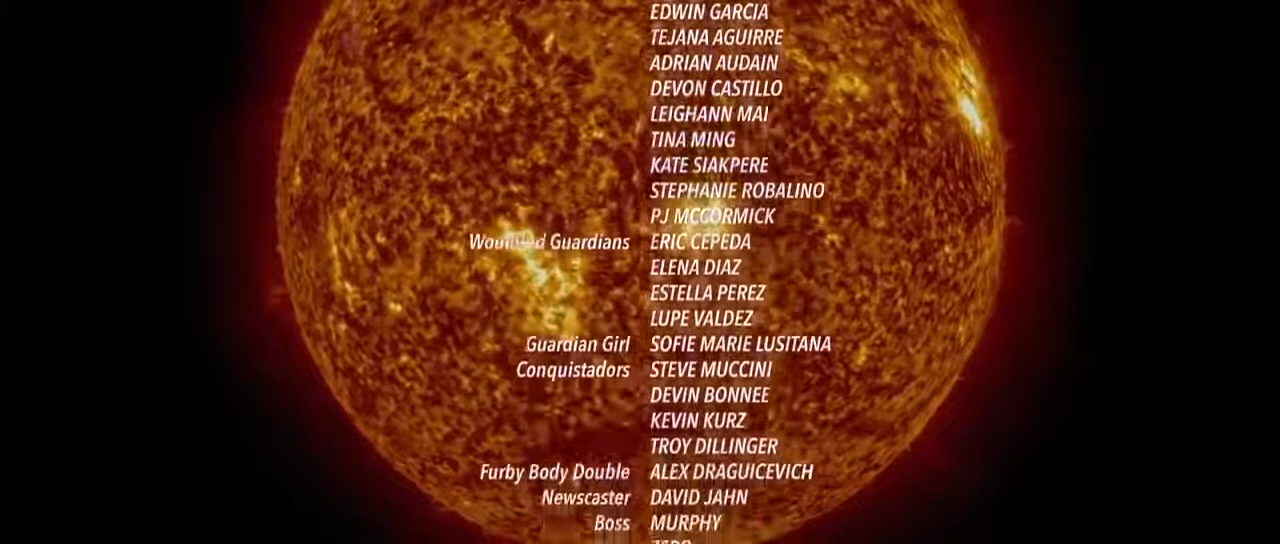 EDWIN GARCIA
TEJANA AGUIRRE
ADRIAN AUDAIN
DEVON CASTILLO
LEIGHANN MAI
TINA MING
KATE SIAKPERE
STEPHANIE ROBALINO
PJ MCCORMICK
Wounded Guardians ERIC CEPEDA
ELENA DIAZ
ESTELLA PEREZ
LUPE VALDEZ
Guardian Girl SOFIE MARIE LUSITANA
Conquistadors STEVE MUCCINI
DEVIN BONNEE
KEVIN KURZ
TROY DILLINGER
Furby Body Double ALEX DRAGUICEVICH
Newscaster DAVID JAHN
Boss MURPHY